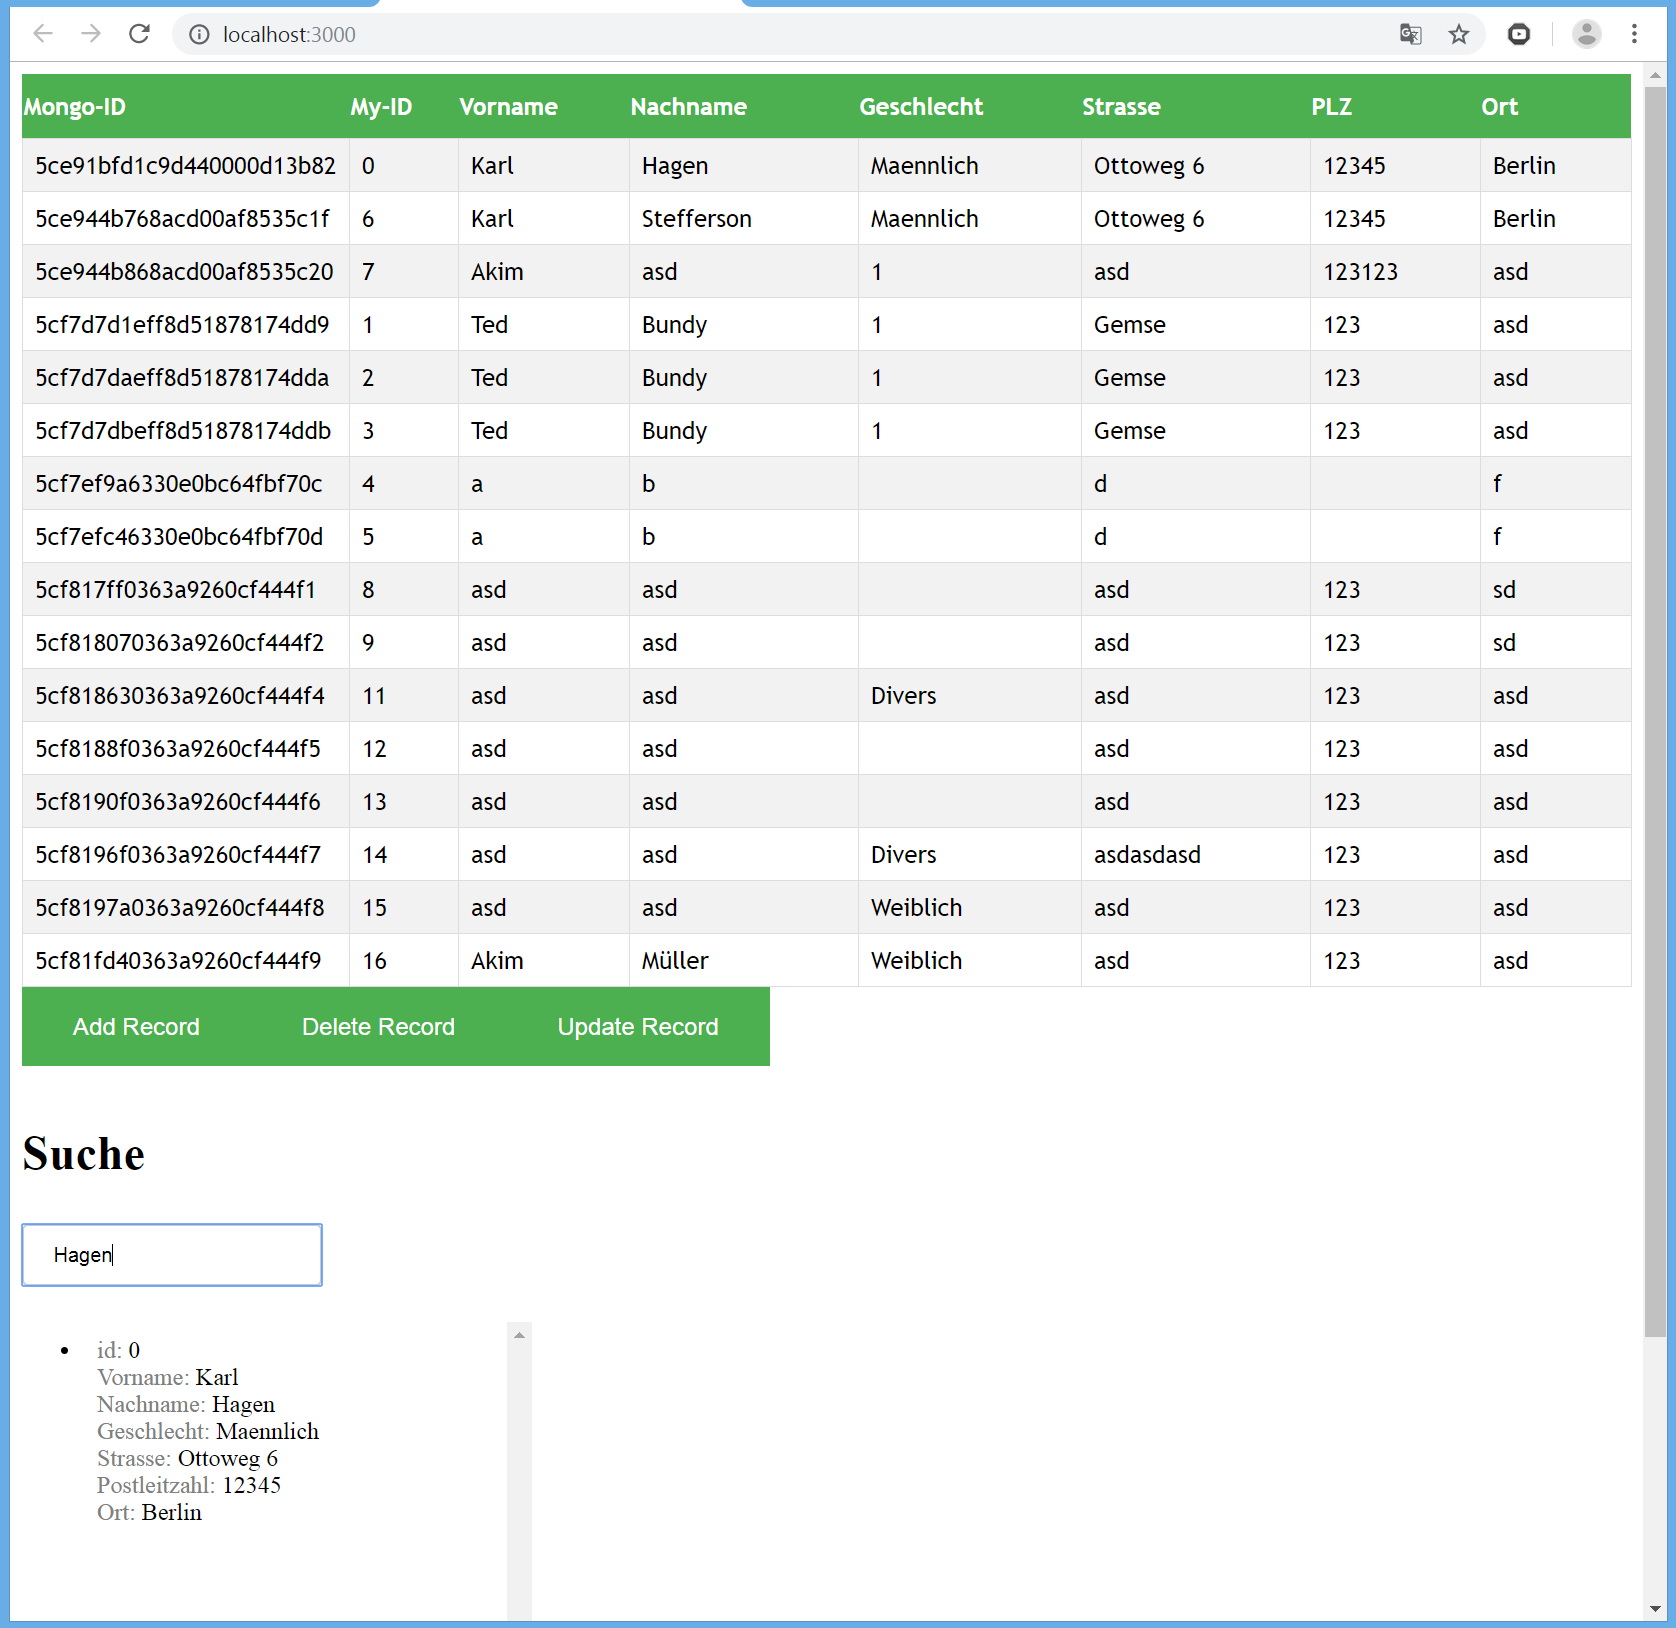 localhost:3000
Mongo-ID My-ID Vorname Nachname Geschlecht Strasse PLZ Ort
5ce91bfd1c9d440000d13b82 0 Karl Hagen Maennlich Ottoweg 6 12345 Berlin
5ce944b768acd00af8535c1f 6 Karl Stefferson Maennlich Ottoweg 6 12345 Berlin
5ce944b868acd00af8535c20 7 Akim asd 1 asd 123123 asd
5cf7d7d1eff8d51878174dd9 1 Ted Bundy 1 Gemse 123 asd
5cf7d7daeff8d51878174dda 2 Ted Bundy 1 Gemse 123 asd
5cf7d7dbeff8d51878174ddb 3 Ted Bundy 1 Gemse 123 asd
5cf7ef9a6330e0bc64fbf70c 4 a b d f
5cf7efc46330e0bc64fbf70d 5 a b d f
5cf817ff0363a9260cf444f1 8 asd asd asd 123 sd
5cf818070363a9260cf444f2 9 asd asd asd 123 sd
5cf818630363a9260cf444f4 11 asd asd Divers asd 123 asd
5cf8188f0363a9260cf444f5 12 asd asd asd 123 asd
5cf8190f0363a9260cf444f6 13 asd asd asd 123 asd
5cf8196f0363a9260cf444f7 14 asd asd Divers asdasdasd 123 asd
5cf8197a0363a9260cf444f8 15 asd asd Weiblich asd 123 asd
5cf81fd40363a9260cf444f9 16 Akim Müller Weiblich asd 123 asd
Add Record Delete Record Update Record
Suche
Hagen
• id: 0
Vorname: Karl
Nachname: Hagen
Geschlecht: Maennlich
Strasse: Ottoweg 6
Postleitzahl: 12345
Ort: Berlin